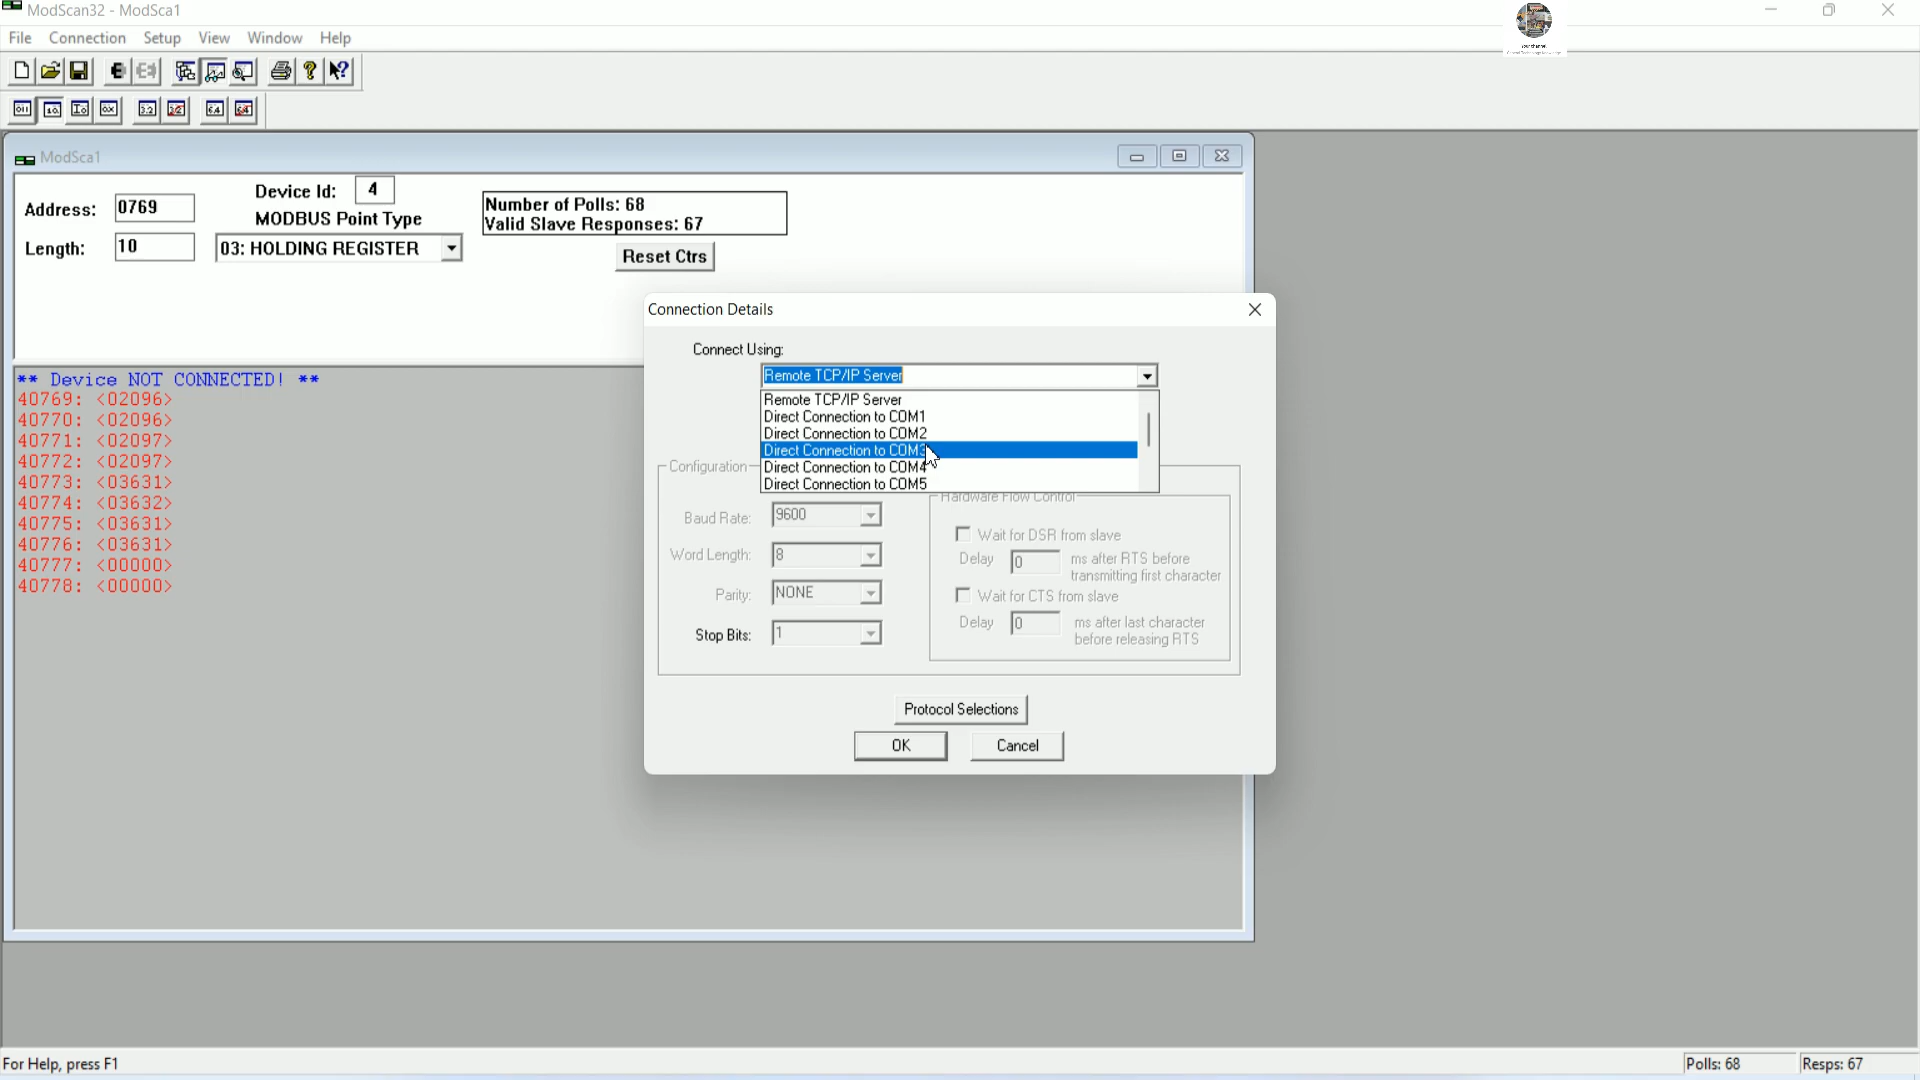 ModScan32 - ModSca1
File Connection Setup View Window Help
ModSca1
Address: 0769
Device Id: 4
MODBUS Point Type
Length: 10
03: HOLDING REGISTER
Number of Polls: 68
Valid Slave Responses: 67
Reset Ctrs
** Device NOT CONNECTED! **
40769: <02096>
40770: <02096>
40771: <02097>
40772: <02097>
40773: <03631>
40774: <03632>
40775: <03631>
40776: <03631>
40777: <00000>
40778: <00000>
Connection Details
Connect Using:
Remote TCP/IP Server
Remote TCP/IP Server
Direct Connection to COM1
Direct Connection to COM2
Direct Connection to COM3
Direct Connection to COM4
Direct Connection to COM5
Configuration
Baud Rate: 9600
Word Length: 8
Parity: NONE
Stop Bits: 1
Hardware Flow Control
Wait for DSR from slave
Delay 0 ms after RTS before
transmitting first character
Wait for CTS from slave
Delay 0 ms after last character
before releasing RTS
Protocol Selections
OK Cancel
For Help, press F1
Polls: 68 Resps: 67